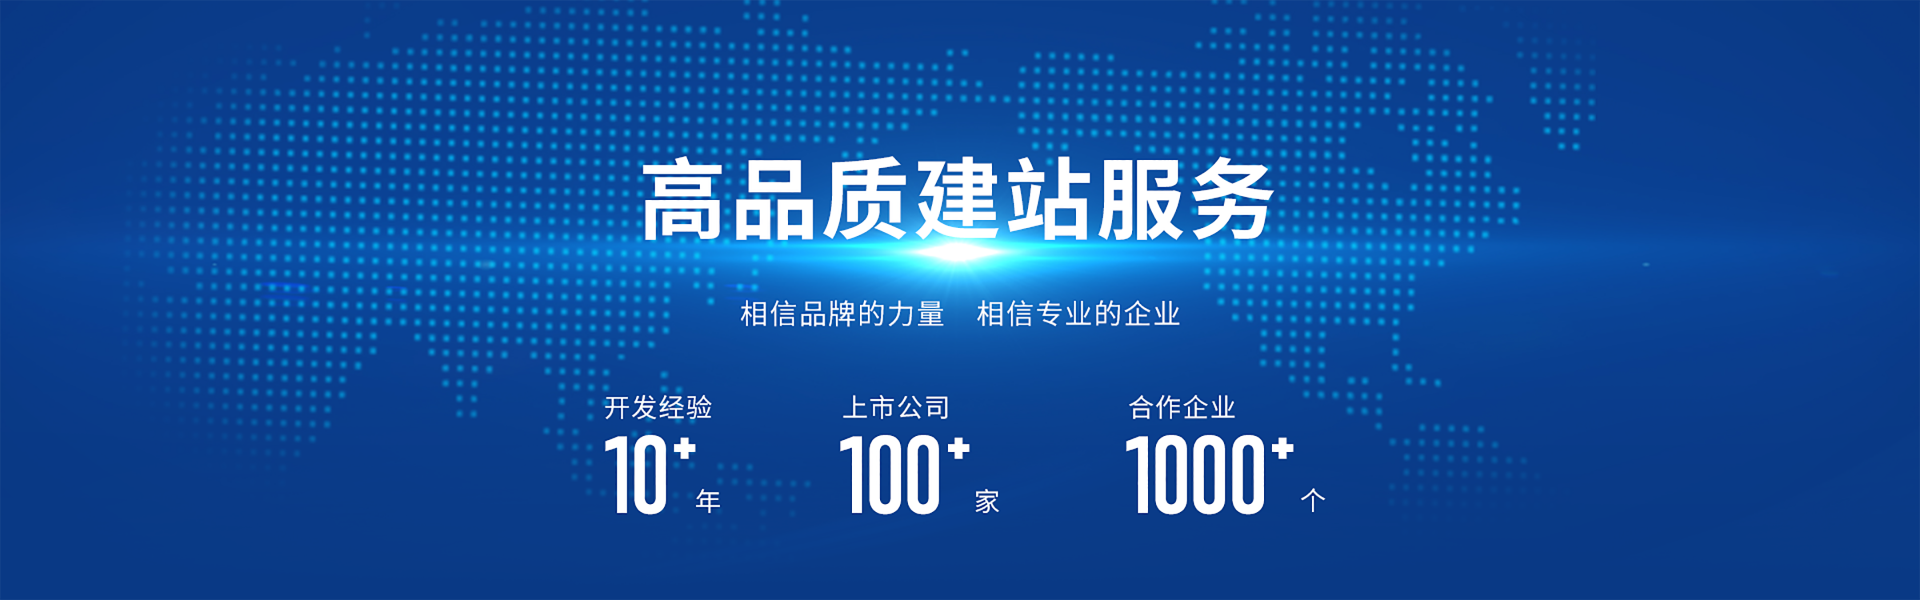 高品质建站服务
相信品牌的力量 相信专业的企业
开发经验 上市公司 合作企业
10+年 100+家 1000+个